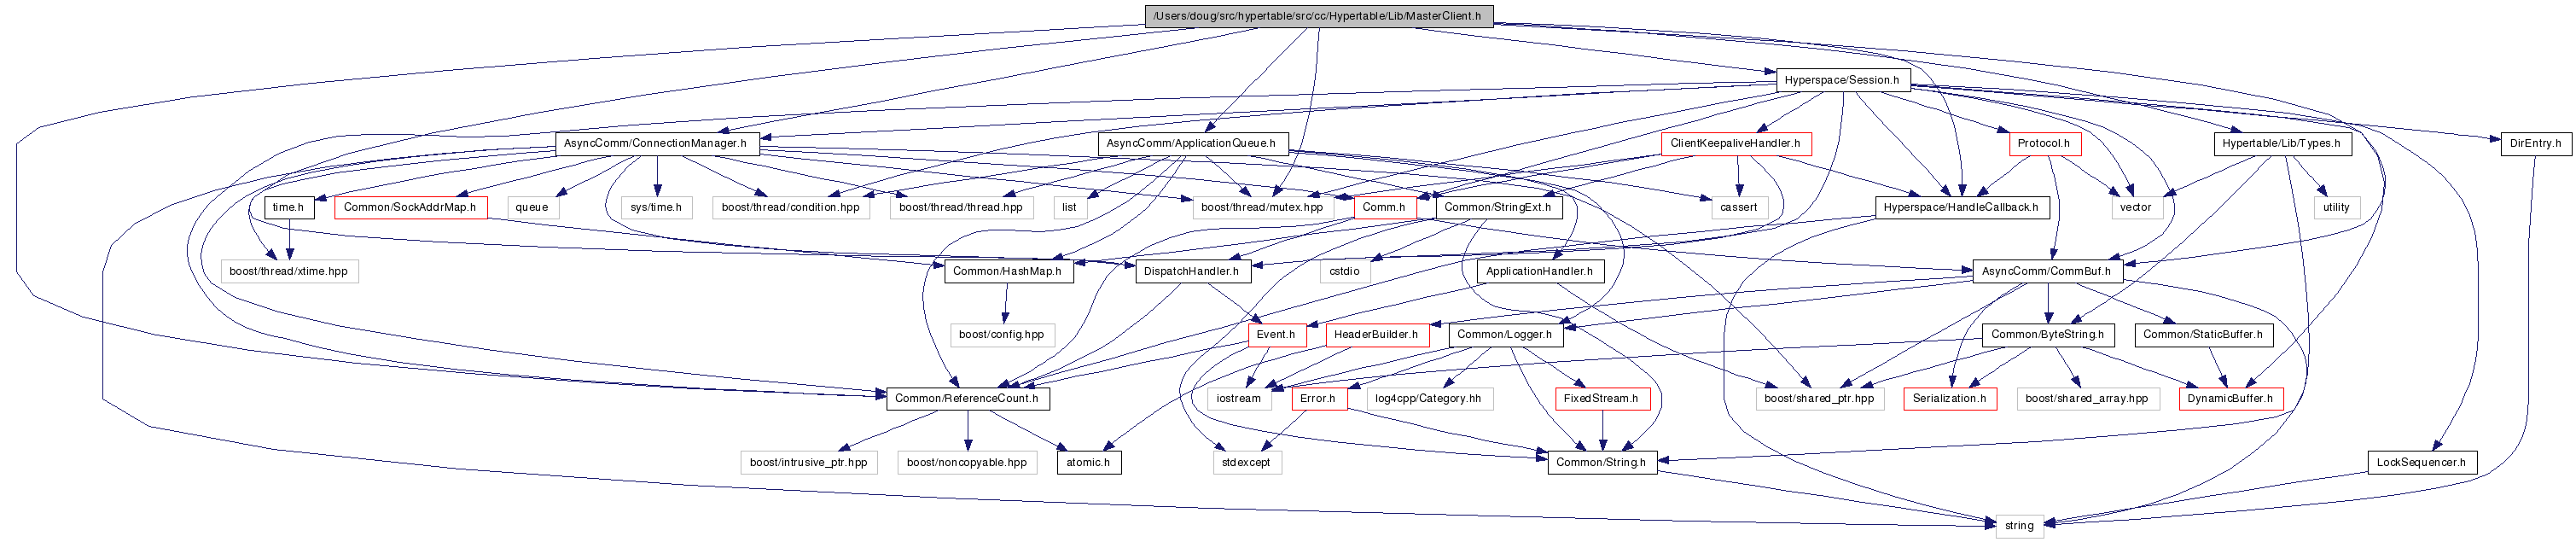 /Users/doug/src/hypertable/src/cc/Hypertable/Lib/MasterClient.h
Hyperspace/Session.h
AsyncComm/ConnectionManager.h
AsyncComm/ApplicationQueue.h
ClientKeepaliveHandler.h
Protocol.h
Hypertable/Lib/Types.h
DirEntry.h
time.h
Common/SockAddrMap.h
queue
sys/time.h
boost/thread/condition.hpp
boost/thread/thread.hpp
list
boost/thread/mutex.hpp
Comm.h
Common/StringExt.h
cassert
Hyperspace/HandleCallback.h
vector
utility
boost/thread/xtime.hpp
Common/HashMap.h
DispatchHandler.h
cstdio
ApplicationHandler.h
AsyncComm/CommBuf.h
boost/config.hpp
Event.h
HeaderBuilder.h
Common/Logger.h
Common/ByteString.h
Common/StaticBuffer.h
Common/ReferenceCount.h
iostream
Error.h
log4cpp/Category.hh
FixedStream.h
boost/shared_ptr.hpp
Serialization.h
boost/shared_array.hpp
DynamicBuffer.h
boost/intrusive_ptr.hpp
boost/noncopyable.hpp
atomic.h
stdexcept
Common/String.h
LockSequencer.h
string